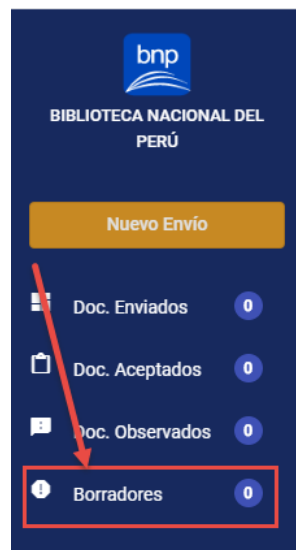 bnp
BIBLIOTECA NACIONAL DEL
PERÚ
Nuevo Envío
Doc. Enviados 0
Doc. Aceptados 0
Doc. Observados 0
Borradores 0